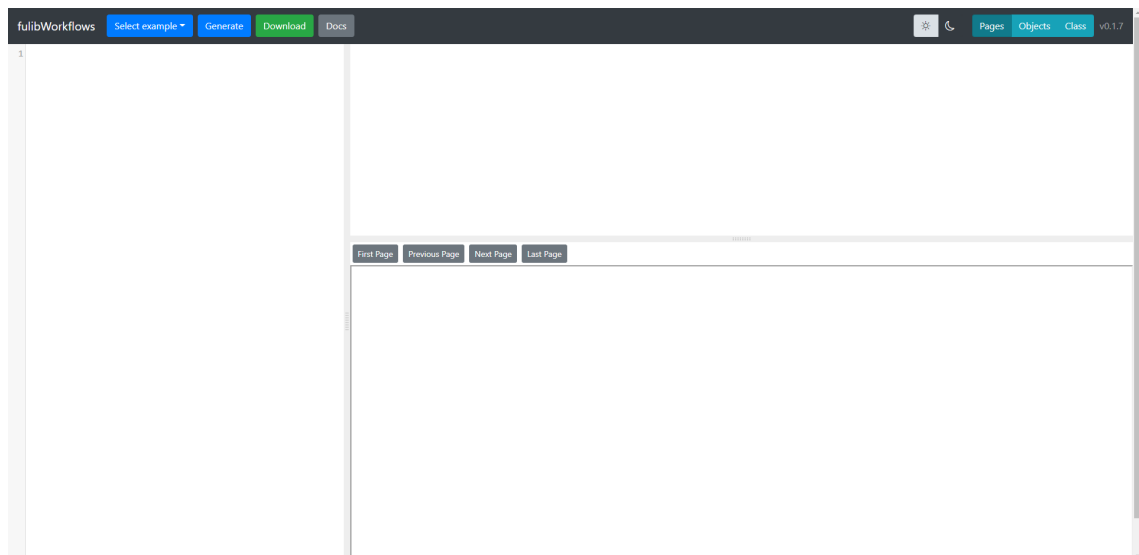 fulibWorkflows Select example Generate Download Docs Pages Objects Class v0.1.7
1
First Page Previous Page Next Page Last Page